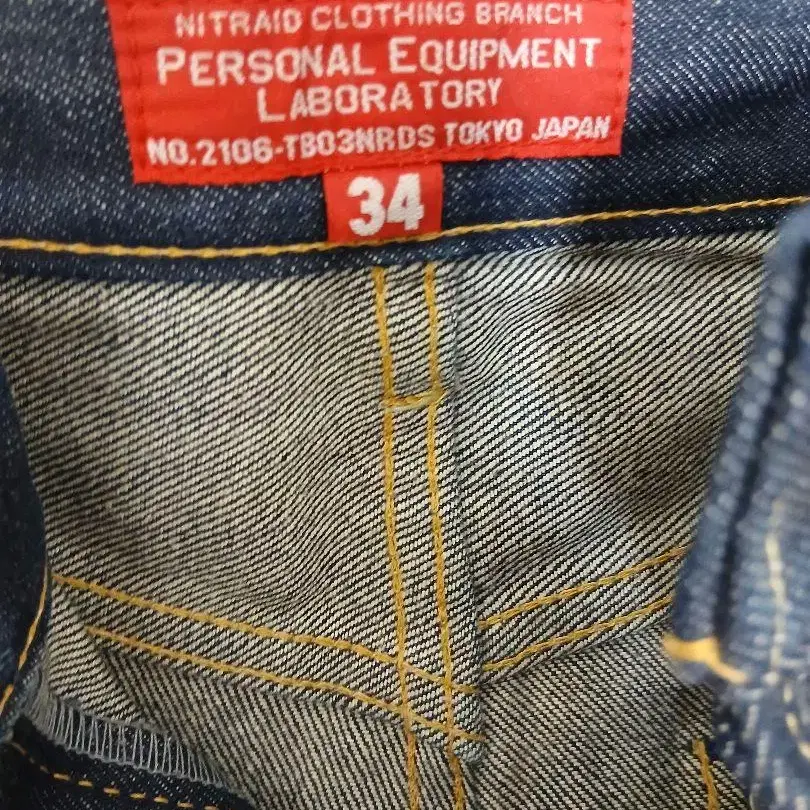 NITRAID CLOTHING BRANCH
PERSONAL EQUIPMENT
LABORATORY
NO.2106-TB03NRDS TOKYO JAPAN
34